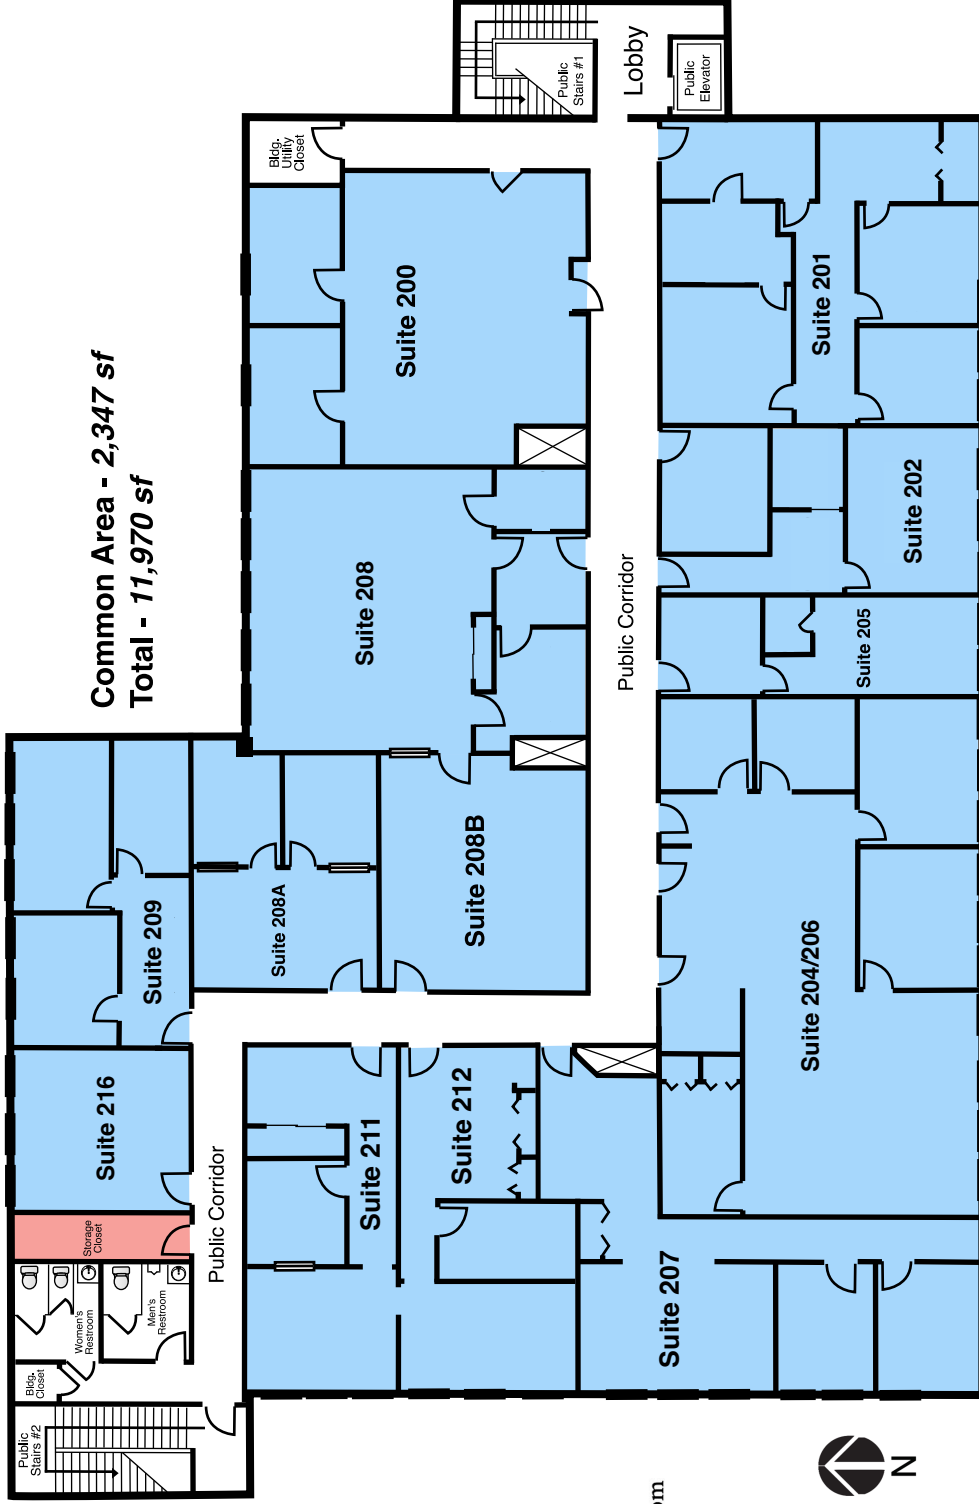 Common Area - 2,347 sf
Total - 11,970 sf
Lobby
Public
Stairs #1
Public
Elevator
Bldg.
Utility
Closet
Suite 200
Suite 201
Suite 208
Suite 202
Public Corridor
Suite 205
Suite 208B
Suite 208A
Suite 209
Suite 204/206
Suite 216
Suite 212
Suite 211
Public Corridor
Storage
Closet
Suite 207
Women's
Restroom
Men's
Restroom
Bldg.
Closet
Public
Stairs #2
N